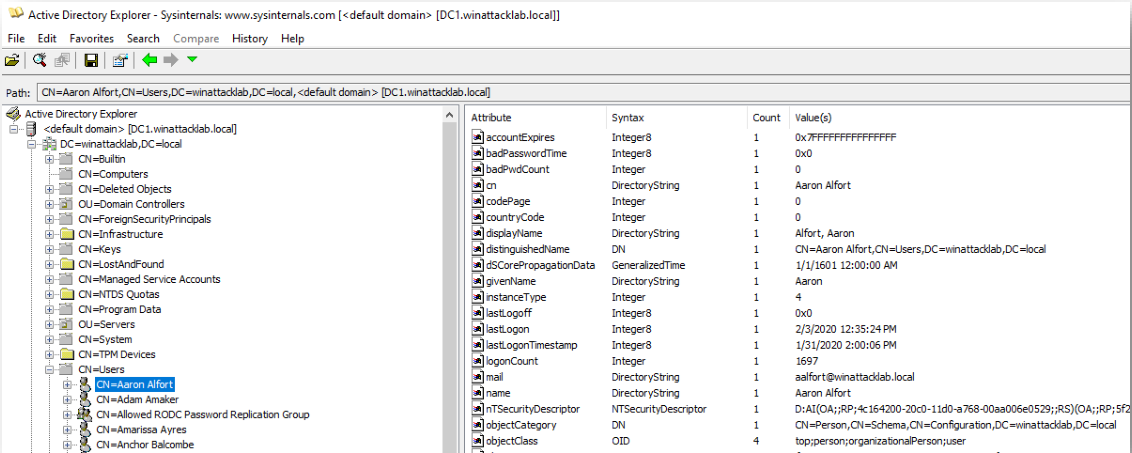 Active Directory Explorer - Sysinternals: www.sysinternals.com [<default domain> [DC1.winattacklab.local]]
File Edit Favorites Search Compare History Help
Path: CN=Aaron Alfort,CN=Users,DC=winattacklab,DC=local,<default domain> [DC1.winattacklab.local]
Active Directory Explorer
<default domain> [DC1.winattacklab.local]
DC=winattacklab,DC=local
CN=Builtin
CN=Computers
CN=Deleted Objects
OU=Domain Controllers
CN=ForeignSecurityPrincipals
CN=Infrastructure
CN=Keys
CN=LostAndFound
CN=Managed Service Accounts
CN=NTDS Quotas
CN=Program Data
OU=Servers
CN=System
CN=TPM Devices
CN=Users
CN=Aaron Alfort
CN=Adam Amaker
CN=Allowed RODC Password Replication Group
CN=Amarissa Ayres
CN=Anchor Balcombe
Attribute Syntax Count Value(s)
accountExpires Integer8 1 0x7FFFFFFFFFFFFFFF
badPasswordTime Integer8 1 0x0
badPwdCount Integer 1 0
cn DirectoryString 1 Aaron Alfort
codePage Integer 1 0
countryCode Integer 1 0
displayName DirectoryString 1 Alfort, Aaron
distinguishedName DN 1 CN=Aaron Alfort,CN=Users,DC=winattacklab,DC=local
dSCorePropagationData GeneralizedTime 1 1/1/1601 12:00:00 AM
givenName DirectoryString 1 Aaron
instanceType Integer 1 4
lastLogoff Integer8 1 0x0
lastLogon Integer8 1 2/3/2020 12:35:24 PM
lastLogonTimestamp Integer8 1 1/31/2020 2:00:06 PM
logonCount Integer 1 1697
mail DirectoryString 1 aalfort@winattacklab.local
name DirectoryString 1 Aaron Alfort
nTSecurityDescriptor NTSecurityDescriptor 1 D:AI(OA;;RP;4c164200-20c0-11d0-a768-00aa006e0529;;RS)(OA;;RP;5f2
objectCategory DN 1 CN=Person,CN=Schema,CN=Configuration,DC=winattacklab,DC=local
objectClass OID 4 top;person;organizationalPerson;user